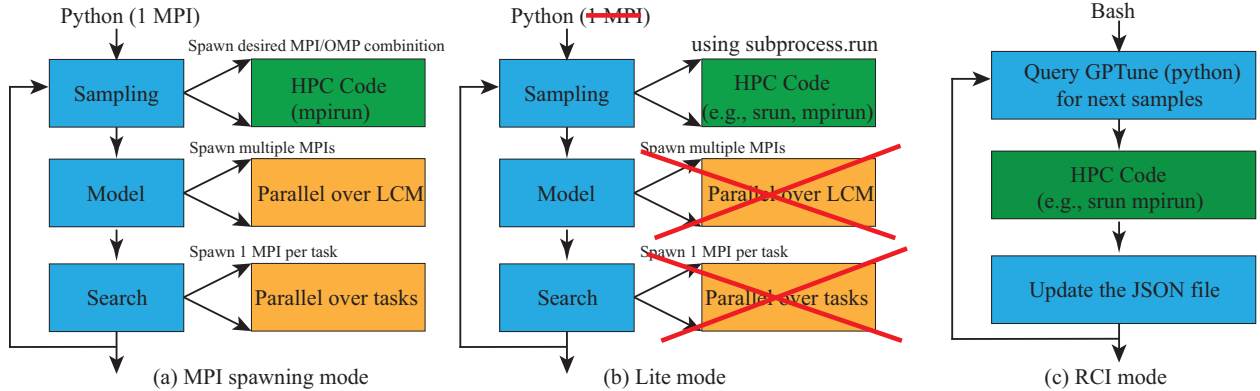 Python (1 MPI)
Spawn desired MPI/OMP combinition
Sampling
HPC Code
(mpirun)
Spawn multiple MPIs
Model
Parallel over LCM
Spawn 1 MPI per task
Search
Parallel over tasks
(a) MPI spawning mode
Python (1 MPI)
using subprocess.run
Sampling
HPC Code
(e.g., srun, mpirun)
Spawn multiple MPIs
Model
Parallel over LCM
Spawn 1 MPI per task
Search
Parallel over tasks
(b) Lite mode
Bash
Query GPTune (python)
for next samples
HPC Code
(e.g., srun mpirun)
Update the JSON file
(c) RCI mode